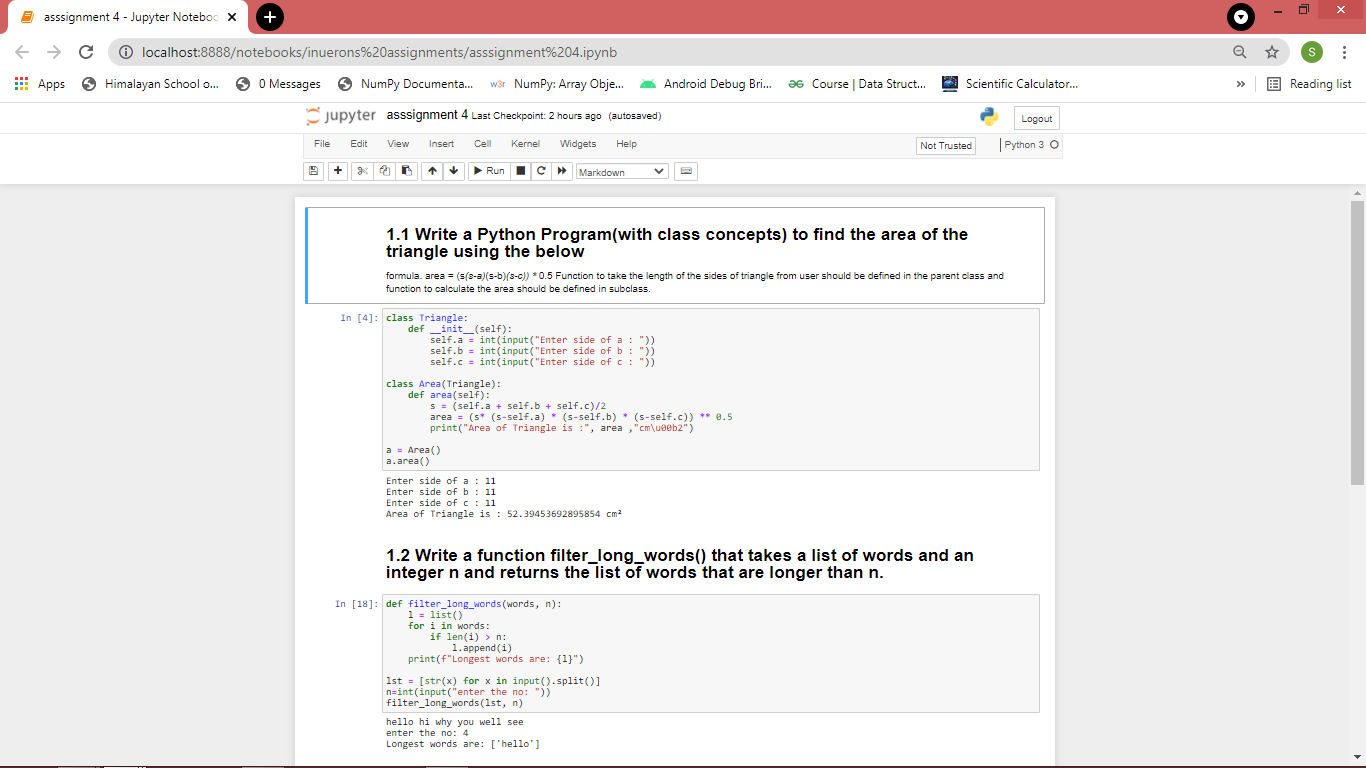 asssignment 4 - Jupyter Notebo
localhost:8888/notebooks/inuerons%20assignments/asssignment%204.ipynb
S
Apps Himalayan School o... 0 Messages NumPy Documenta... w3r NumPy: Array Obje... Android Debug Bri... Course | Data Struct... Scientific Calculator... » Reading list
jupyter asssignment 4 Last Checkpoint: 2 hours ago (autosaved) Logout
File Edit View Insert Cell Kernel Widgets Help Not Trusted Python 3
Run Markdown
1.1 Write a Python Program(with class concepts) to find the area of the
triangle using the below
formula. area = (s(s-a)(s-b)(s-c)) * 0.5 Function to take the length of the sides of triangle from user should be defined in the parent class and
function to calculate the area should be defined in subclass.
In [4]: class Triangle:
    def __init__(self):
        self.a = int(input("Enter side of a : "))
        self.b = int(input("Enter side of b : "))
        self.c = int(input("Enter side of c : "))
class Area(Triangle):
    def area(self):
        s = (self.a + self.b + self.c)/2
        area = (s* (s-self.a) * (s-self.b) * (s-self.c)) ** 0.5
        print("Area of Triangle is :", area ,"cm\u00b2")
a = Area()
a.area()
Enter side of a : 11
Enter side of b : 11
Enter side of c : 11
Area of Triangle is : 52.39453692895854 cm²
1.2 Write a function filter_long_words() that takes a list of words and an
integer n and returns the list of words that are longer than n.
In [18]: def filter_long_words(words, n):
    l = list()
    for i in words:
        if len(i) > n:
            l.append(i)
    print(f"Longest words are: {l}")
lst = [str(x) for x in input().split()]
n=int(input("enter the no: "))
filter_long_words(lst, n)
hello hi why you well see
enter the no: 4
Longest words are: ['hello']